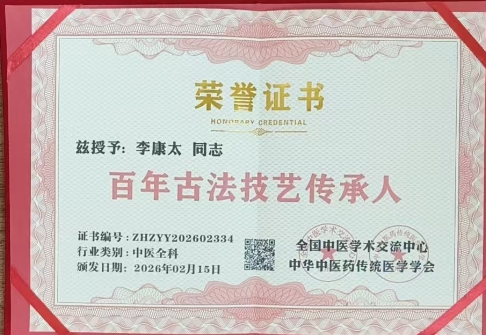 荣誉证书
HONORARY CREDENTIAL
兹授予：李康太 同志
百年古法技艺传承人
证书编号：ZHZYY202602334
行业类别：中医全科
颁发日期：2026年02月15日
全国中医学术交流中心
中华中医药传统医学学会